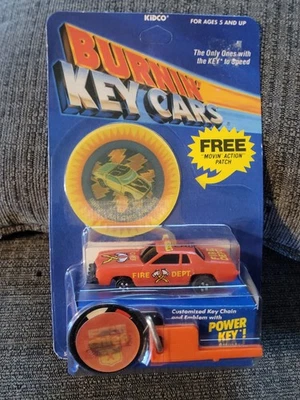 KIDCO
FOR AGES 5 AND UP
BURNIN'
KEY CARS
The Only Ones with
the KEY to Speed
FREE
"MOVIN' ACTION"
PATCH
FIRE DEPT.
Customized Key Chain
and Emblem with
POWER
KEY!